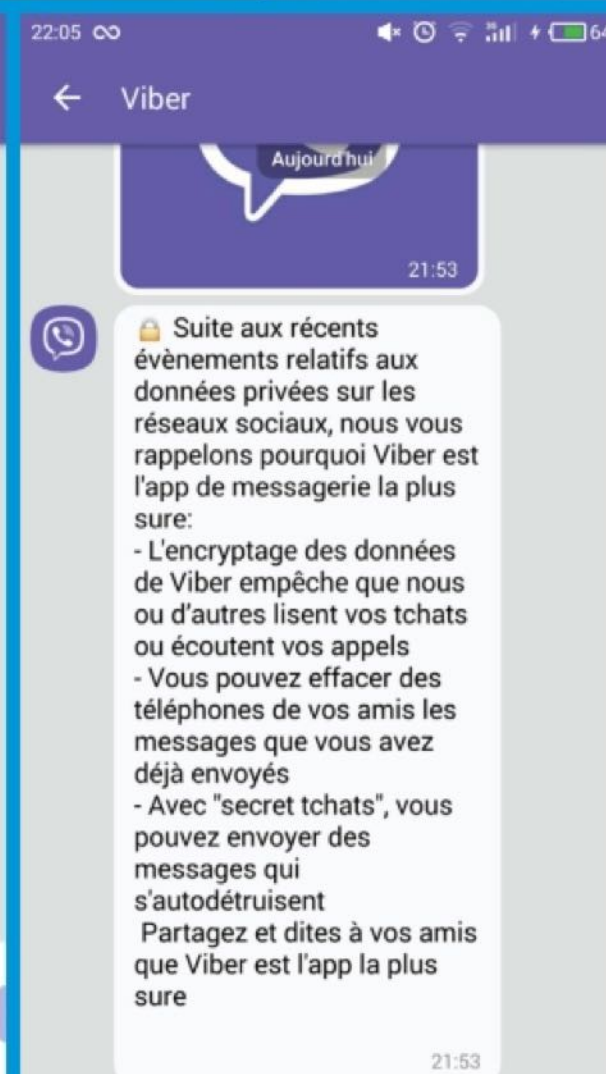 22:05
64
Viber
Aujourd'hui
21:53
🔒 Suite aux récents
évènements relatifs aux
données privées sur les
réseaux sociaux, nous vous
rappelons pourquoi Viber est
l'app de messagerie la plus
sure:
- L'encryptage des données
de Viber empêche que nous
ou d'autres lisent vos tchats
ou écoutent vos appels
- Vous pouvez effacer des
téléphones de vos amis les
messages que vous avez
déjà envoyés
- Avec "secret tchats", vous
pouvez envoyer des
messages qui
s'autodétruisent
Partagez et dites à vos amis
que Viber est l'app la plus
sure
21:53